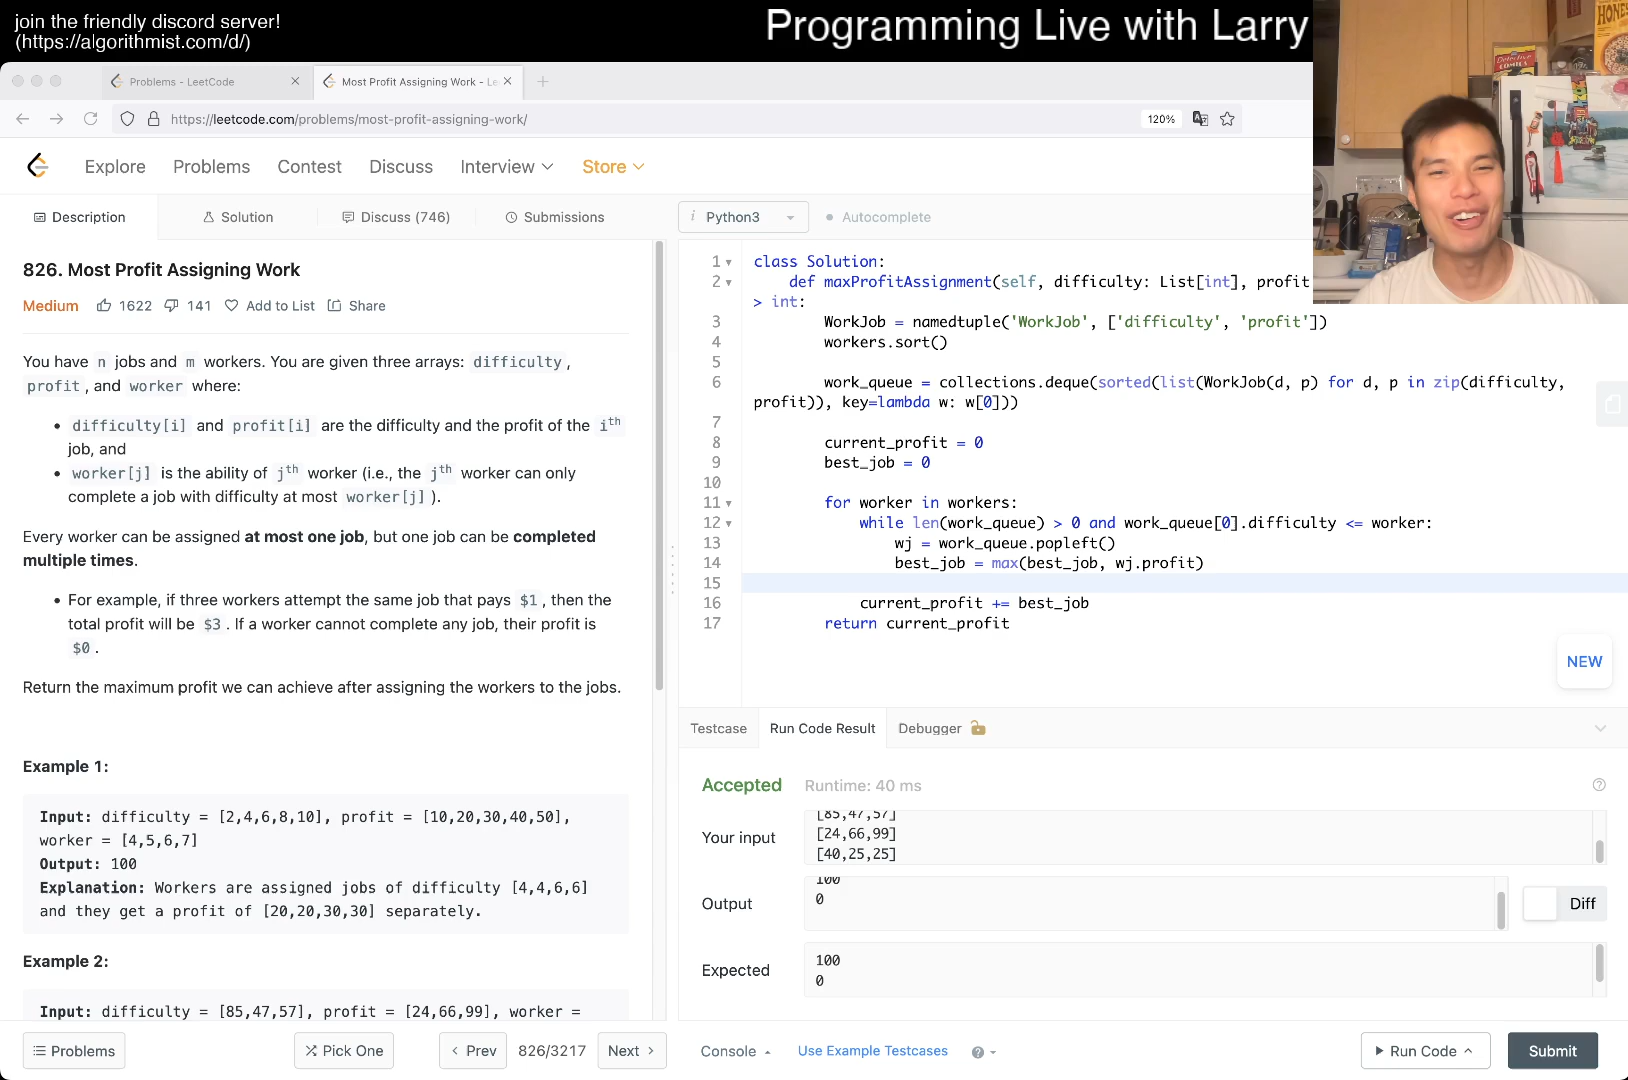 join the friendly discord server!
(https://algorithmist.com/d/)
Programming Live with Larry
Problems - LeetCode
Most Profit Assigning Work - Le
https://leetcode.com/problems/most-profit-assigning-work/
120%
Explore
Problems
Contest
Discuss
Interview
Store
Description
Solution
Discuss (746)
Submissions
i Python3
Autocomplete
826. Most Profit Assigning Work
Medium 1622 141 Add to List Share
You have n jobs and m workers. You are given three arrays: difficulty,
profit, and worker where:
• difficulty[i] and profit[i] are the difficulty and the profit of the ith
job, and
• worker[j] is the ability of jth worker (i.e., the jth worker can only
complete a job with difficulty at most worker[j]).
Every worker can be assigned at most one job, but one job can be completed
multiple times.
• For example, if three workers attempt the same job that pays $1, then the
total profit will be $3. If a worker cannot complete any job, their profit is
$0.
Return the maximum profit we can achieve after assigning the workers to the jobs.
Example 1:
Input: difficulty = [2,4,6,8,10], profit = [10,20,30,40,50],
worker = [4,5,6,7]
Output: 100
Explanation: Workers are assigned jobs of difficulty [4,4,6,6]
and they get a profit of [20,20,30,30] separately.
Example 2:
Input: difficulty = [85,47,57], profit = [24,66,99], worker =
1 class Solution:
2 def maxProfitAssignment(self, difficulty: List[int], profit
> int:
3 WorkJob = namedtuple('WorkJob', ['difficulty', 'profit'])
4 workers.sort()
5
6 work_queue = collections.deque(sorted(list(WorkJob(d, p) for d, p in zip(difficulty,
profit)), key=lambda w: w[0]))
7
8 current_profit = 0
9 best_job = 0
10
11 for worker in workers:
12 while len(work_queue) > 0 and work_queue[0].difficulty <= worker:
13 wj = work_queue.popleft()
14 best_job = max(best_job, wj.profit)
15
16 current_profit += best_job
17 return current_profit
NEW
Testcase
Run Code Result
Debugger
Accepted Runtime: 40 ms
Your input
[85,47,57]
[24,66,99]
[40,25,25]
Output
100
0
Diff
Expected
100
0
Problems
Pick One
Prev
826/3217
Next
Console
Use Example Testcases
Run Code
Submit